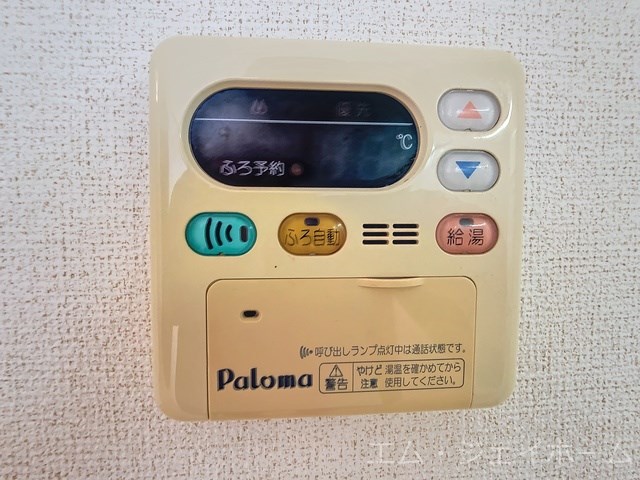 優先
℃
ふろ予約
ふろ自動
給湯
呼び出しランプ点灯中は通話状態です。
Paloma
警告
やけど注意
湯温を確かめてから
使用してください。
エム・ジェイホーム